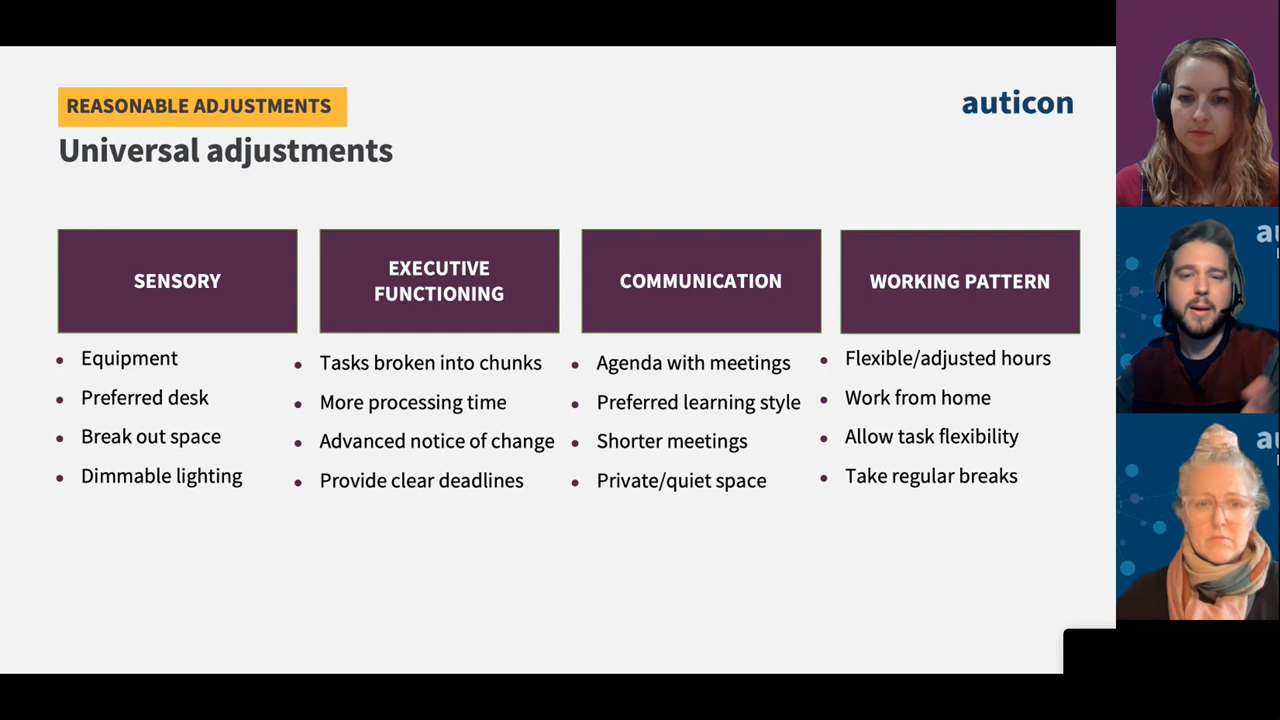 REASONABLE ADJUSTMENTS
auticon
Universal adjustments
SENSORY
Equipment
Preferred desk
Break out space
Dimmable lighting
EXECUTIVE
FUNCTIONING
Tasks broken into chunks
More processing time
Advanced notice of change
Provide clear deadlines
COMMUNICATION
Agenda with meetings
Preferred learning style
Shorter meetings
Private/quiet space
WORKING PATTERN
Flexible/adjusted hours
Work from home
Allow task flexibility
Take regular breaks